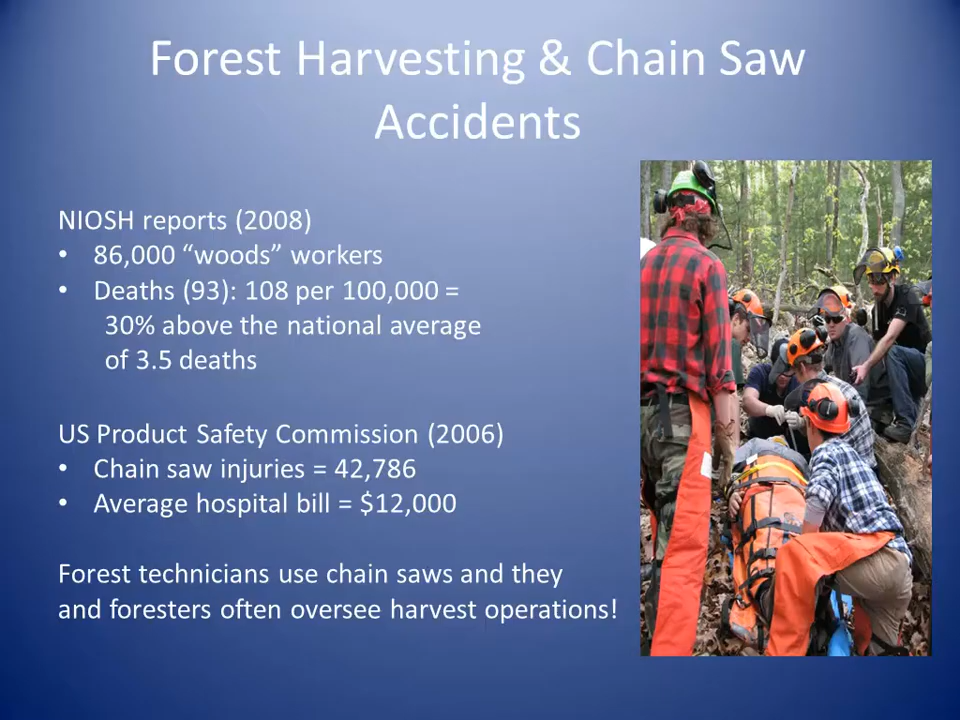 Forest Harvesting & Chain Saw
Accidents
NIOSH reports (2008)
• 86,000 “woods” workers
• Deaths (93): 108 per 100,000 =
30% above the national average
of 3.5 deaths
US Product Safety Commission (2006)
• Chain saw injuries = 42,786
• Average hospital bill = $12,000
Forest technicians use chain saws and they
and foresters often oversee harvest operations!